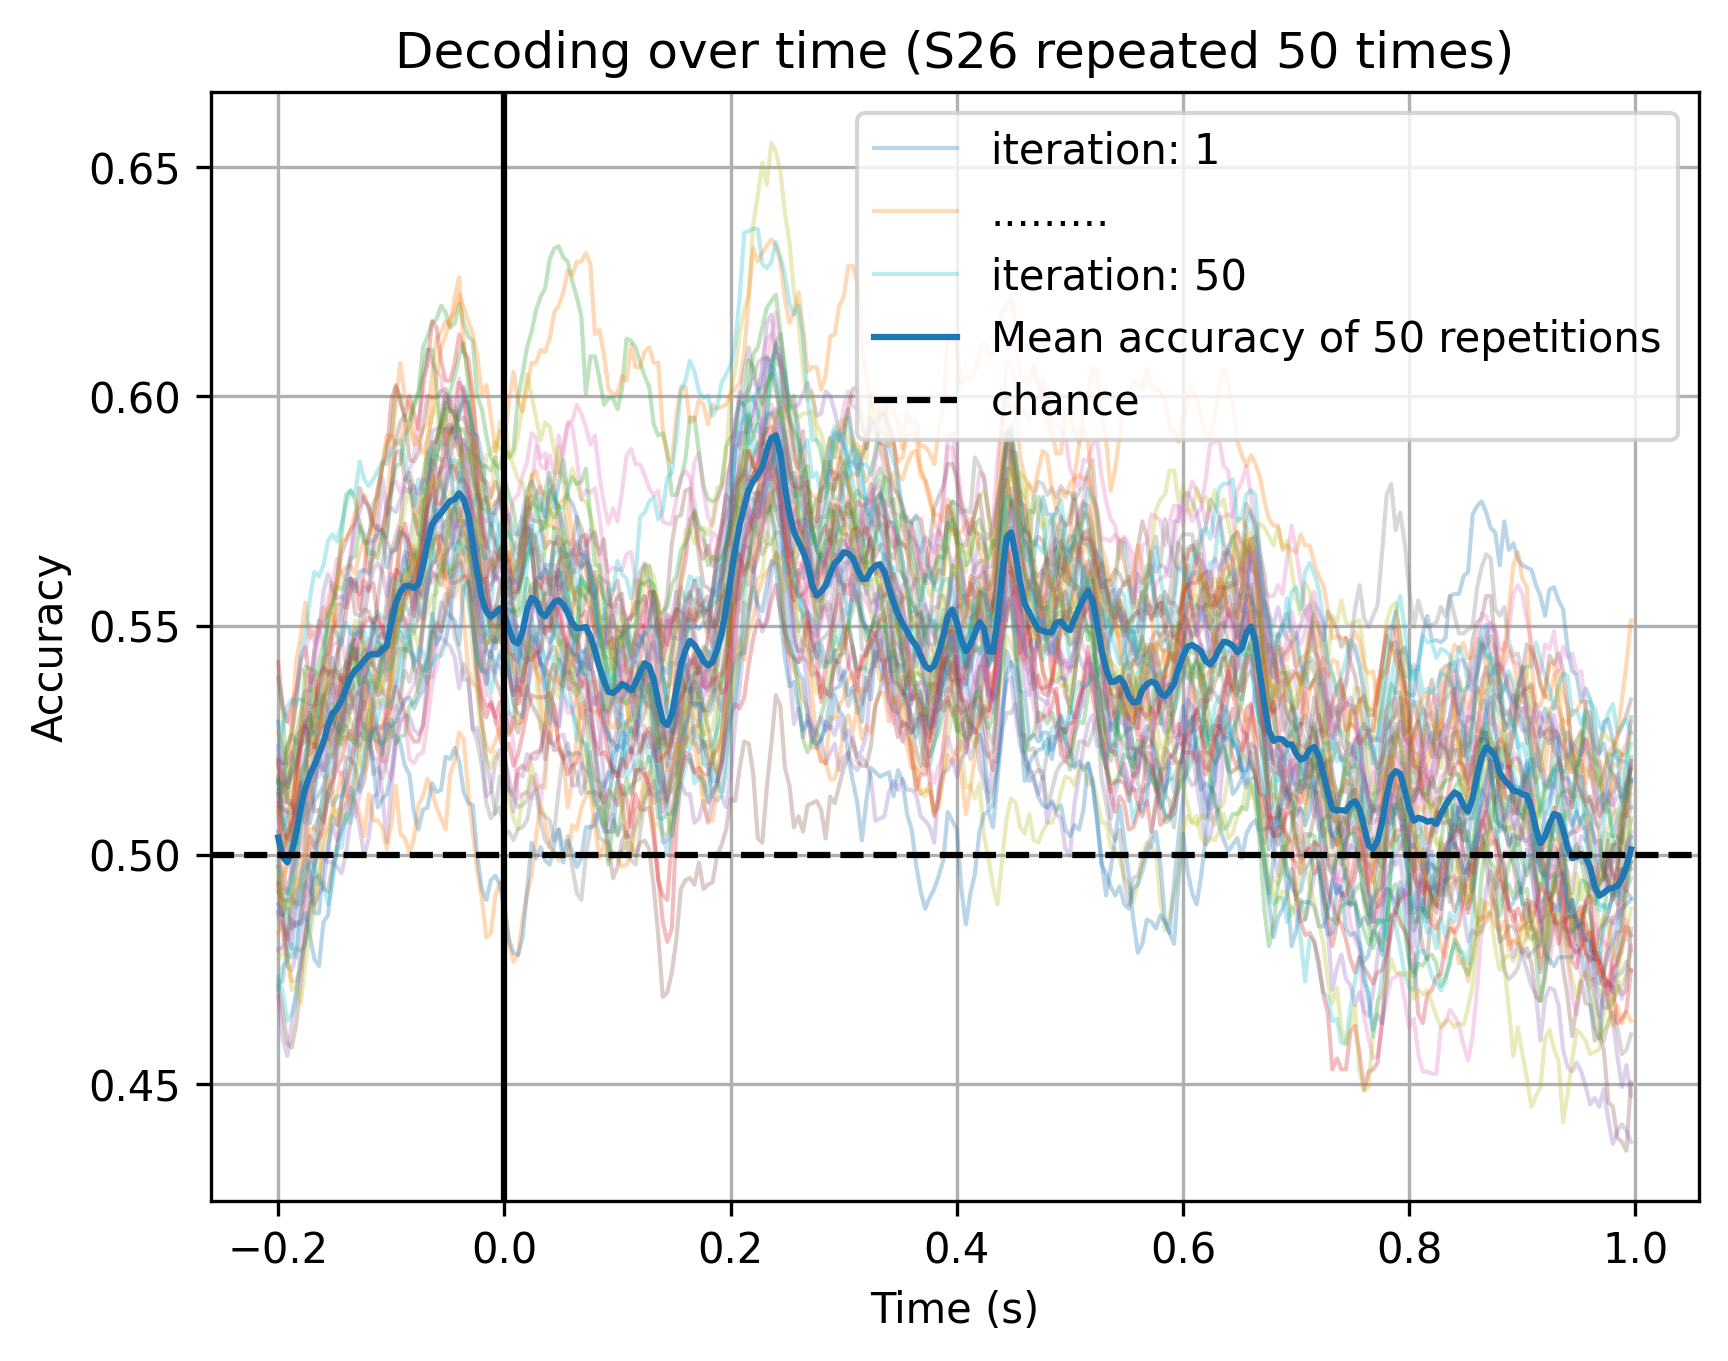 Decoding over time (S26 repeated 50 times)
iteration: 1
.........
iteration: 50
Mean accuracy of 50 repetitions
chance
Accuracy
0.65
0.60
0.55
0.50
0.45
−0.2 0.0 0.2 0.4 0.6 0.8 1.0
Time (s)